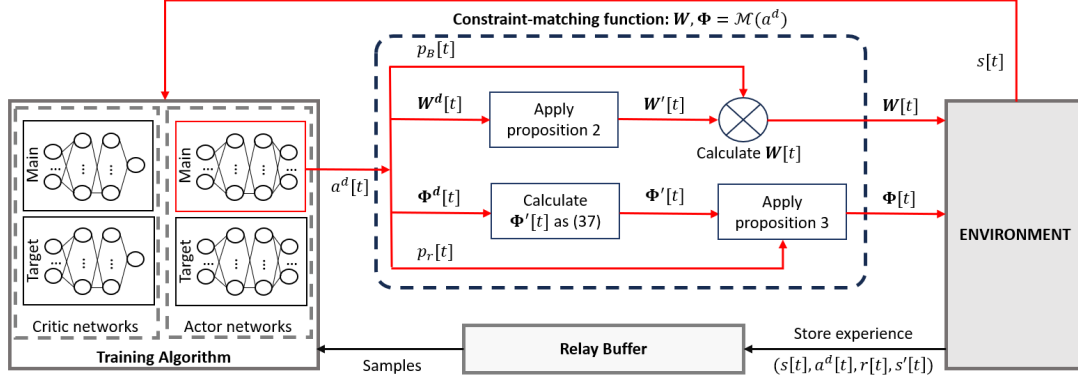 Constraint-matching function: W, Φ = ℳ(a^d)
p_B[t]
s[t]
W^d[t]
Apply
proposition 2
W′[t]
W[t]
Calculate W[t]
Main
...
...
...
...
Main
...
...
...
...
a^d[t]
Φ^d[t]
Calculate
Φ′[t] as (37)
Φ′[t]
Apply
proposition 3
Φ[t]
ENVIRONMENT
Target
...
...
...
Target
...
...
...
...
p_r[t]
Critic networks
Actor networks
Training Algorithm
Samples
Relay Buffer
Store experience
(s[t], a^d[t], r[t], s′[t])